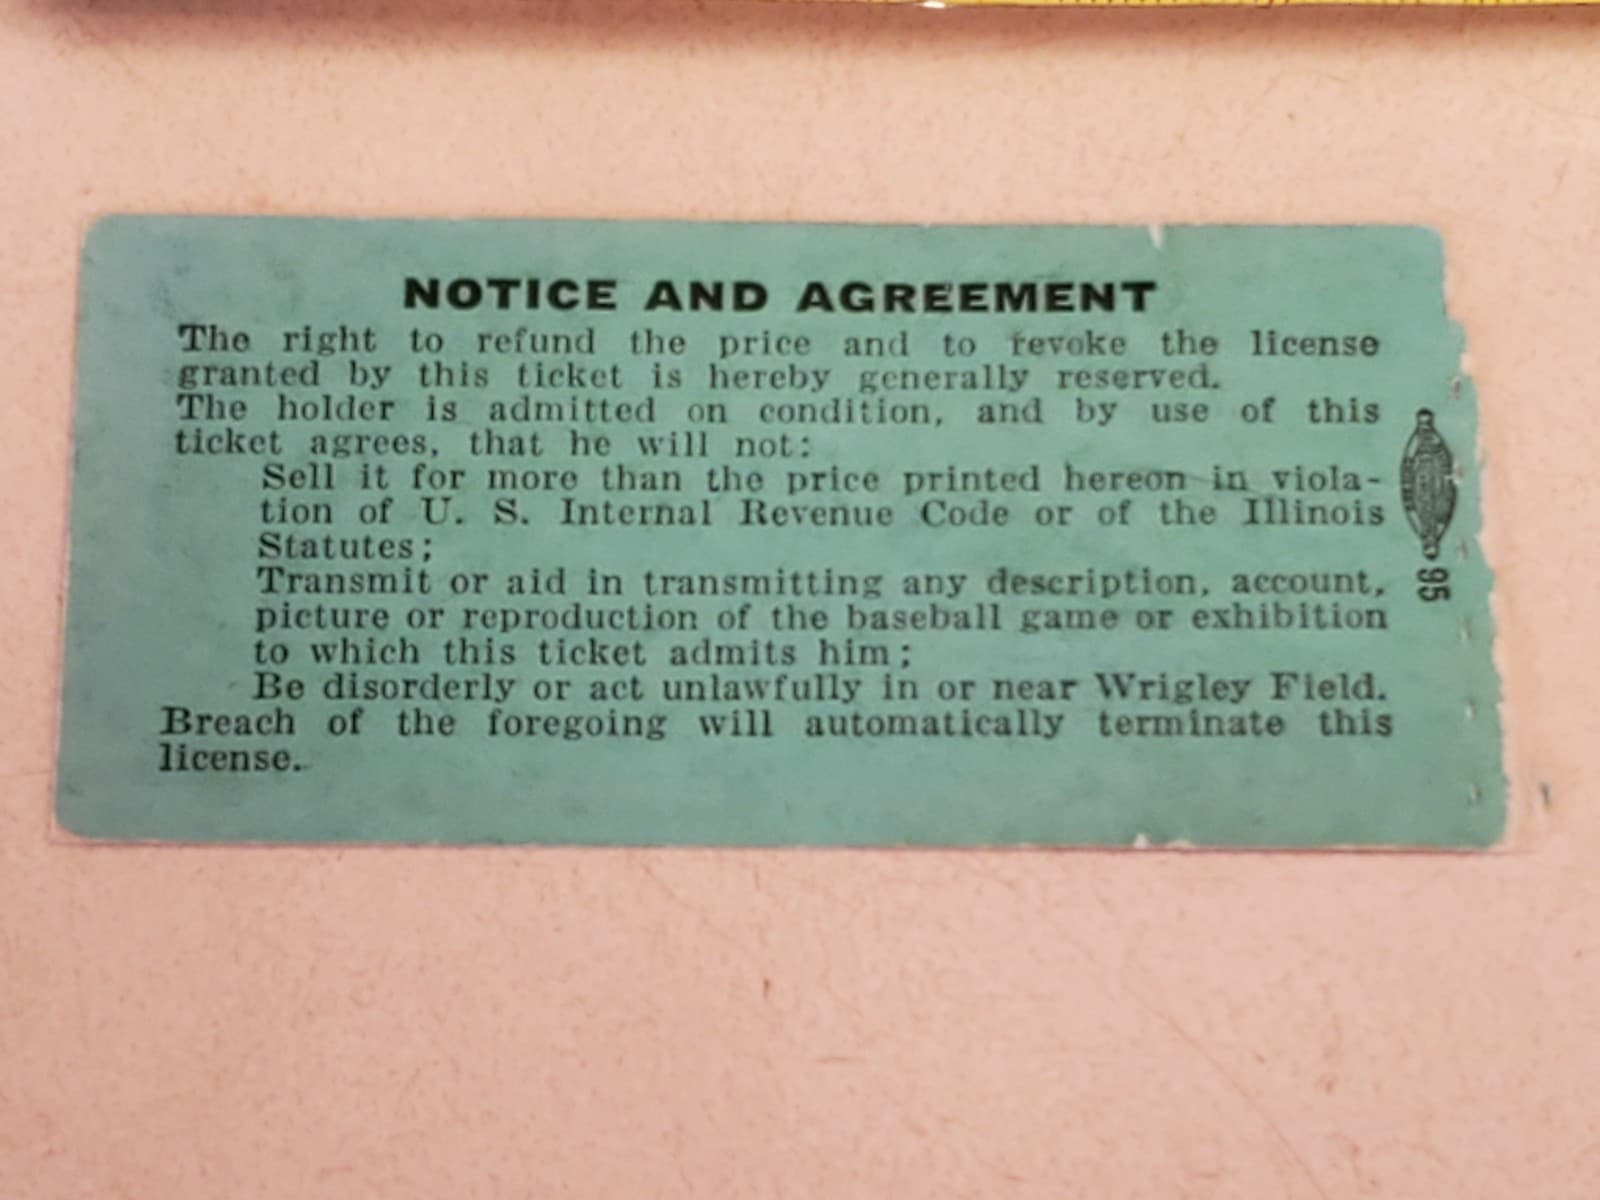 NOTICE AND AGREEMENT
The right to refund the price and to revoke the license
granted by this ticket is hereby generally reserved.
The holder is admitted on condition, and by use of this
ticket agrees, that he will not:
Sell it for more than the price printed hereon in viola-
tion of U. S. Internal Revenue Code or of the Illinois
Statutes;
Transmit or aid in transmitting any description, account,
picture or reproduction of the baseball game or exhibition
to which this ticket admits him;
Be disorderly or act unlawfully in or near Wrigley Field.
Breach of the foregoing will automatically terminate this
license.
95